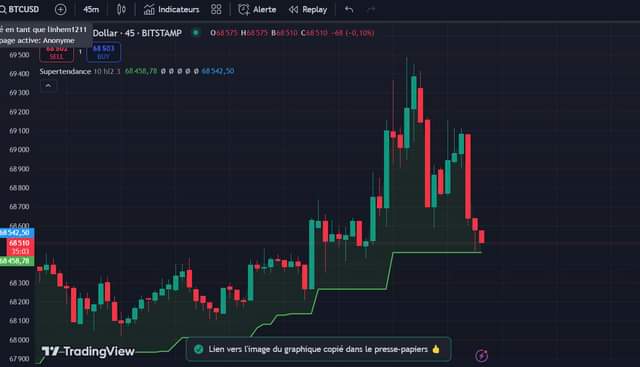 BTCUSD
45m
Indicateurs
Alerte
Replay
é en tant que linhem1211
page active: Anonyme
Dollar · 45 · BITSTAMP
O68 575 H68 575 B68 510 C68 510 -68 (-0,10%)
68 502
SELL
1
68 503
BUY
69 500
Supertendance 10 hl2 3 68 458,78 Ø Ø Ø Ø Ø 68 542,50
69 400
69 300
69 200
69 100
69 000
68 900
68 800
68 700
68 600
68 542,50
68 510
35:03
68 458,78
68 300
68 200
68 100
68 000
67 900
TradingView
Lien vers l'image du graphique copié dans le presse-papiers 👍